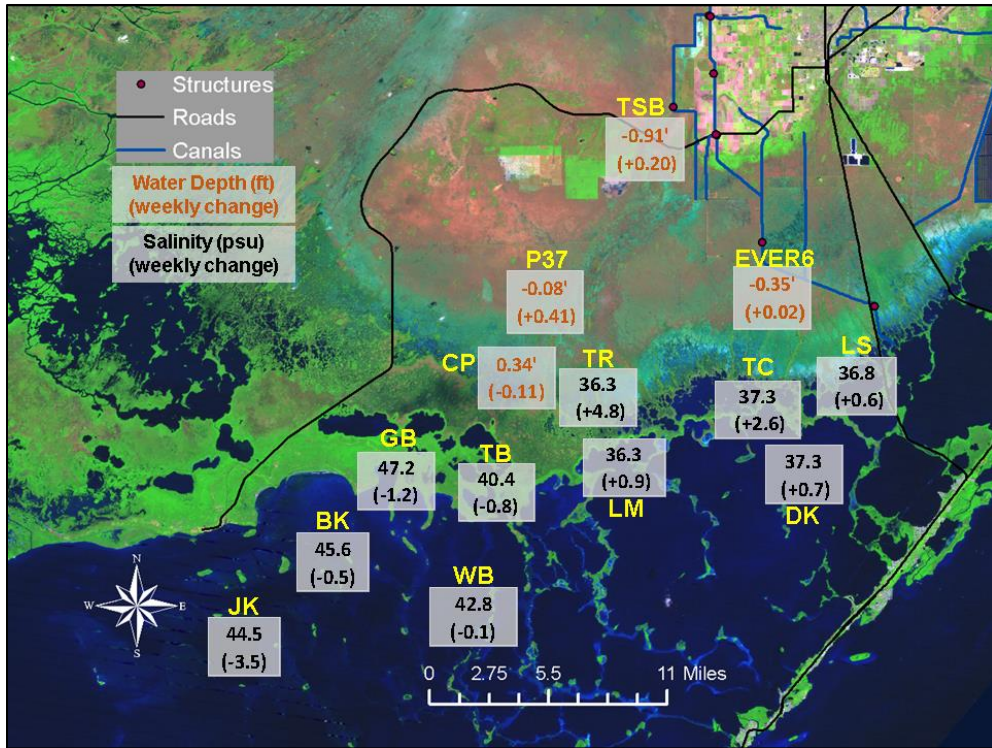 Structures
Roads
Canals
Water Depth (ft)
(weekly change)
Salinity (psu)
(weekly change)
TSB
-0.91'
(+0.20)
P37
-0.08'
(+0.41)
EVER6
-0.35'
(+0.02)
CP
0.34'
(-0.11)
TR
36.3
(+4.8)
TC
37.3
(+2.6)
LS
36.8
(+0.6)
GB
47.2
(-1.2)
TB
40.4
(-0.8)
36.3
(+0.9)
LM
37.3
(+0.7)
DK
BK
45.6
(-0.5)
WB
42.8
(-0.1)
JK
44.5
(-3.5)
N
W E
S
0 2.75 5.5 11 Miles